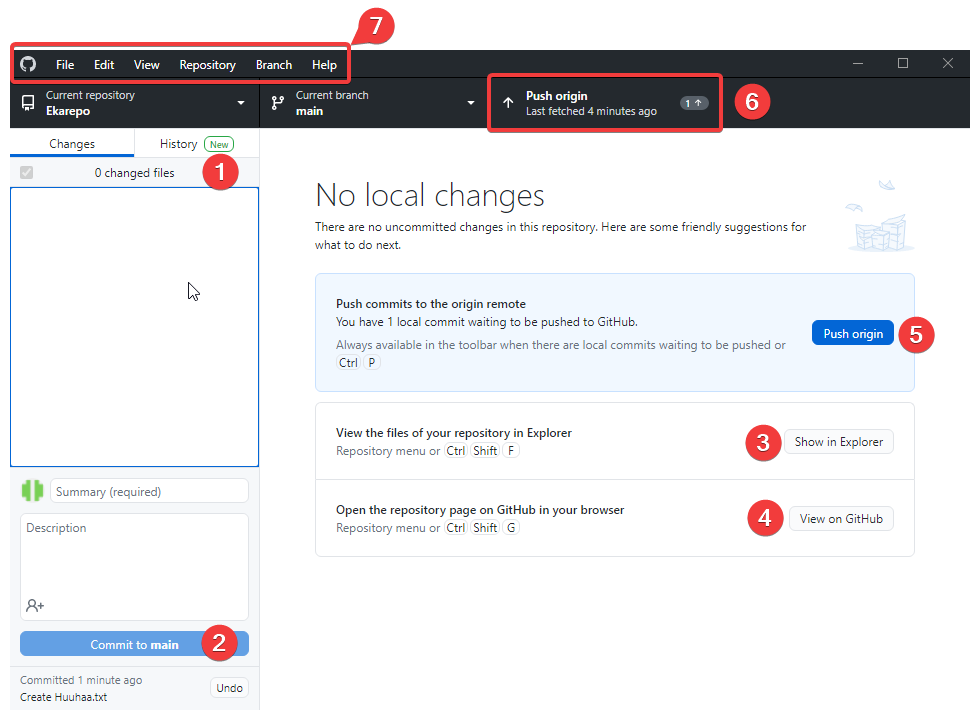 7
File Edit View Repository Branch Help
Current repository
Ekarepo
Current branch
main
Push origin
Last fetched 4 minutes ago
1
6
Changes
History New
0 changed files
1
No local changes
There are no uncommitted changes in this repository. Here are some friendly suggestions for
what to do next.
Push commits to the origin remote
You have 1 local commit waiting to be pushed to GitHub.
Always available in the toolbar when there are local commits waiting to be pushed or
Ctrl P
Push origin
5
View the files of your repository in Explorer
Repository menu or Ctrl Shift F
3
Show in Explorer
Open the repository page on GitHub in your browser
Repository menu or Ctrl Shift G
4
View on GitHub
Summary (required)
Description
Commit to main
2
Committed 1 minute ago
Create Huuhaa.txt
Undo